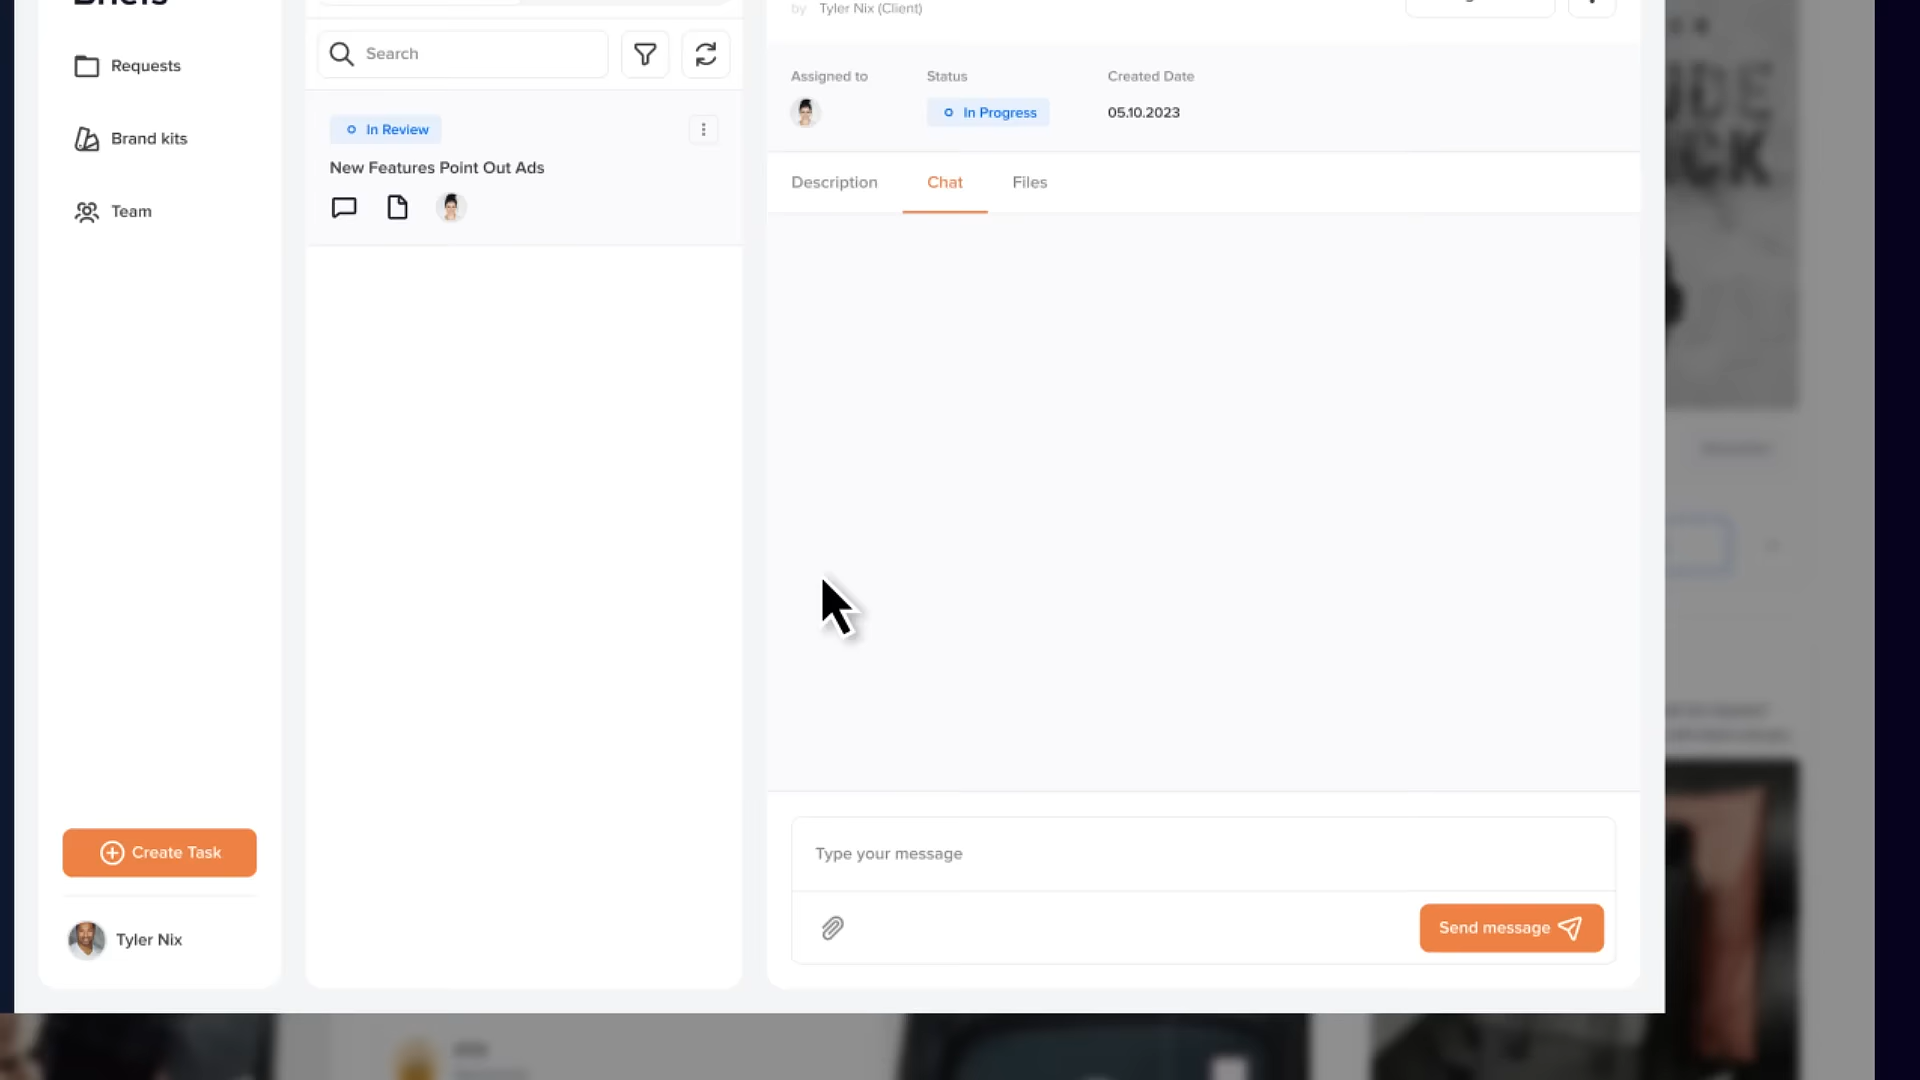 Briefs
Requests
Brand kits
Team
Create Task
Tyler Nix
Search
In Review
New Features Point Out Ads
by Tyler Nix (Client)
Assigned to
Status
Created Date
In Progress
05.10.2023
Description
Chat
Files
Type your message
Send message